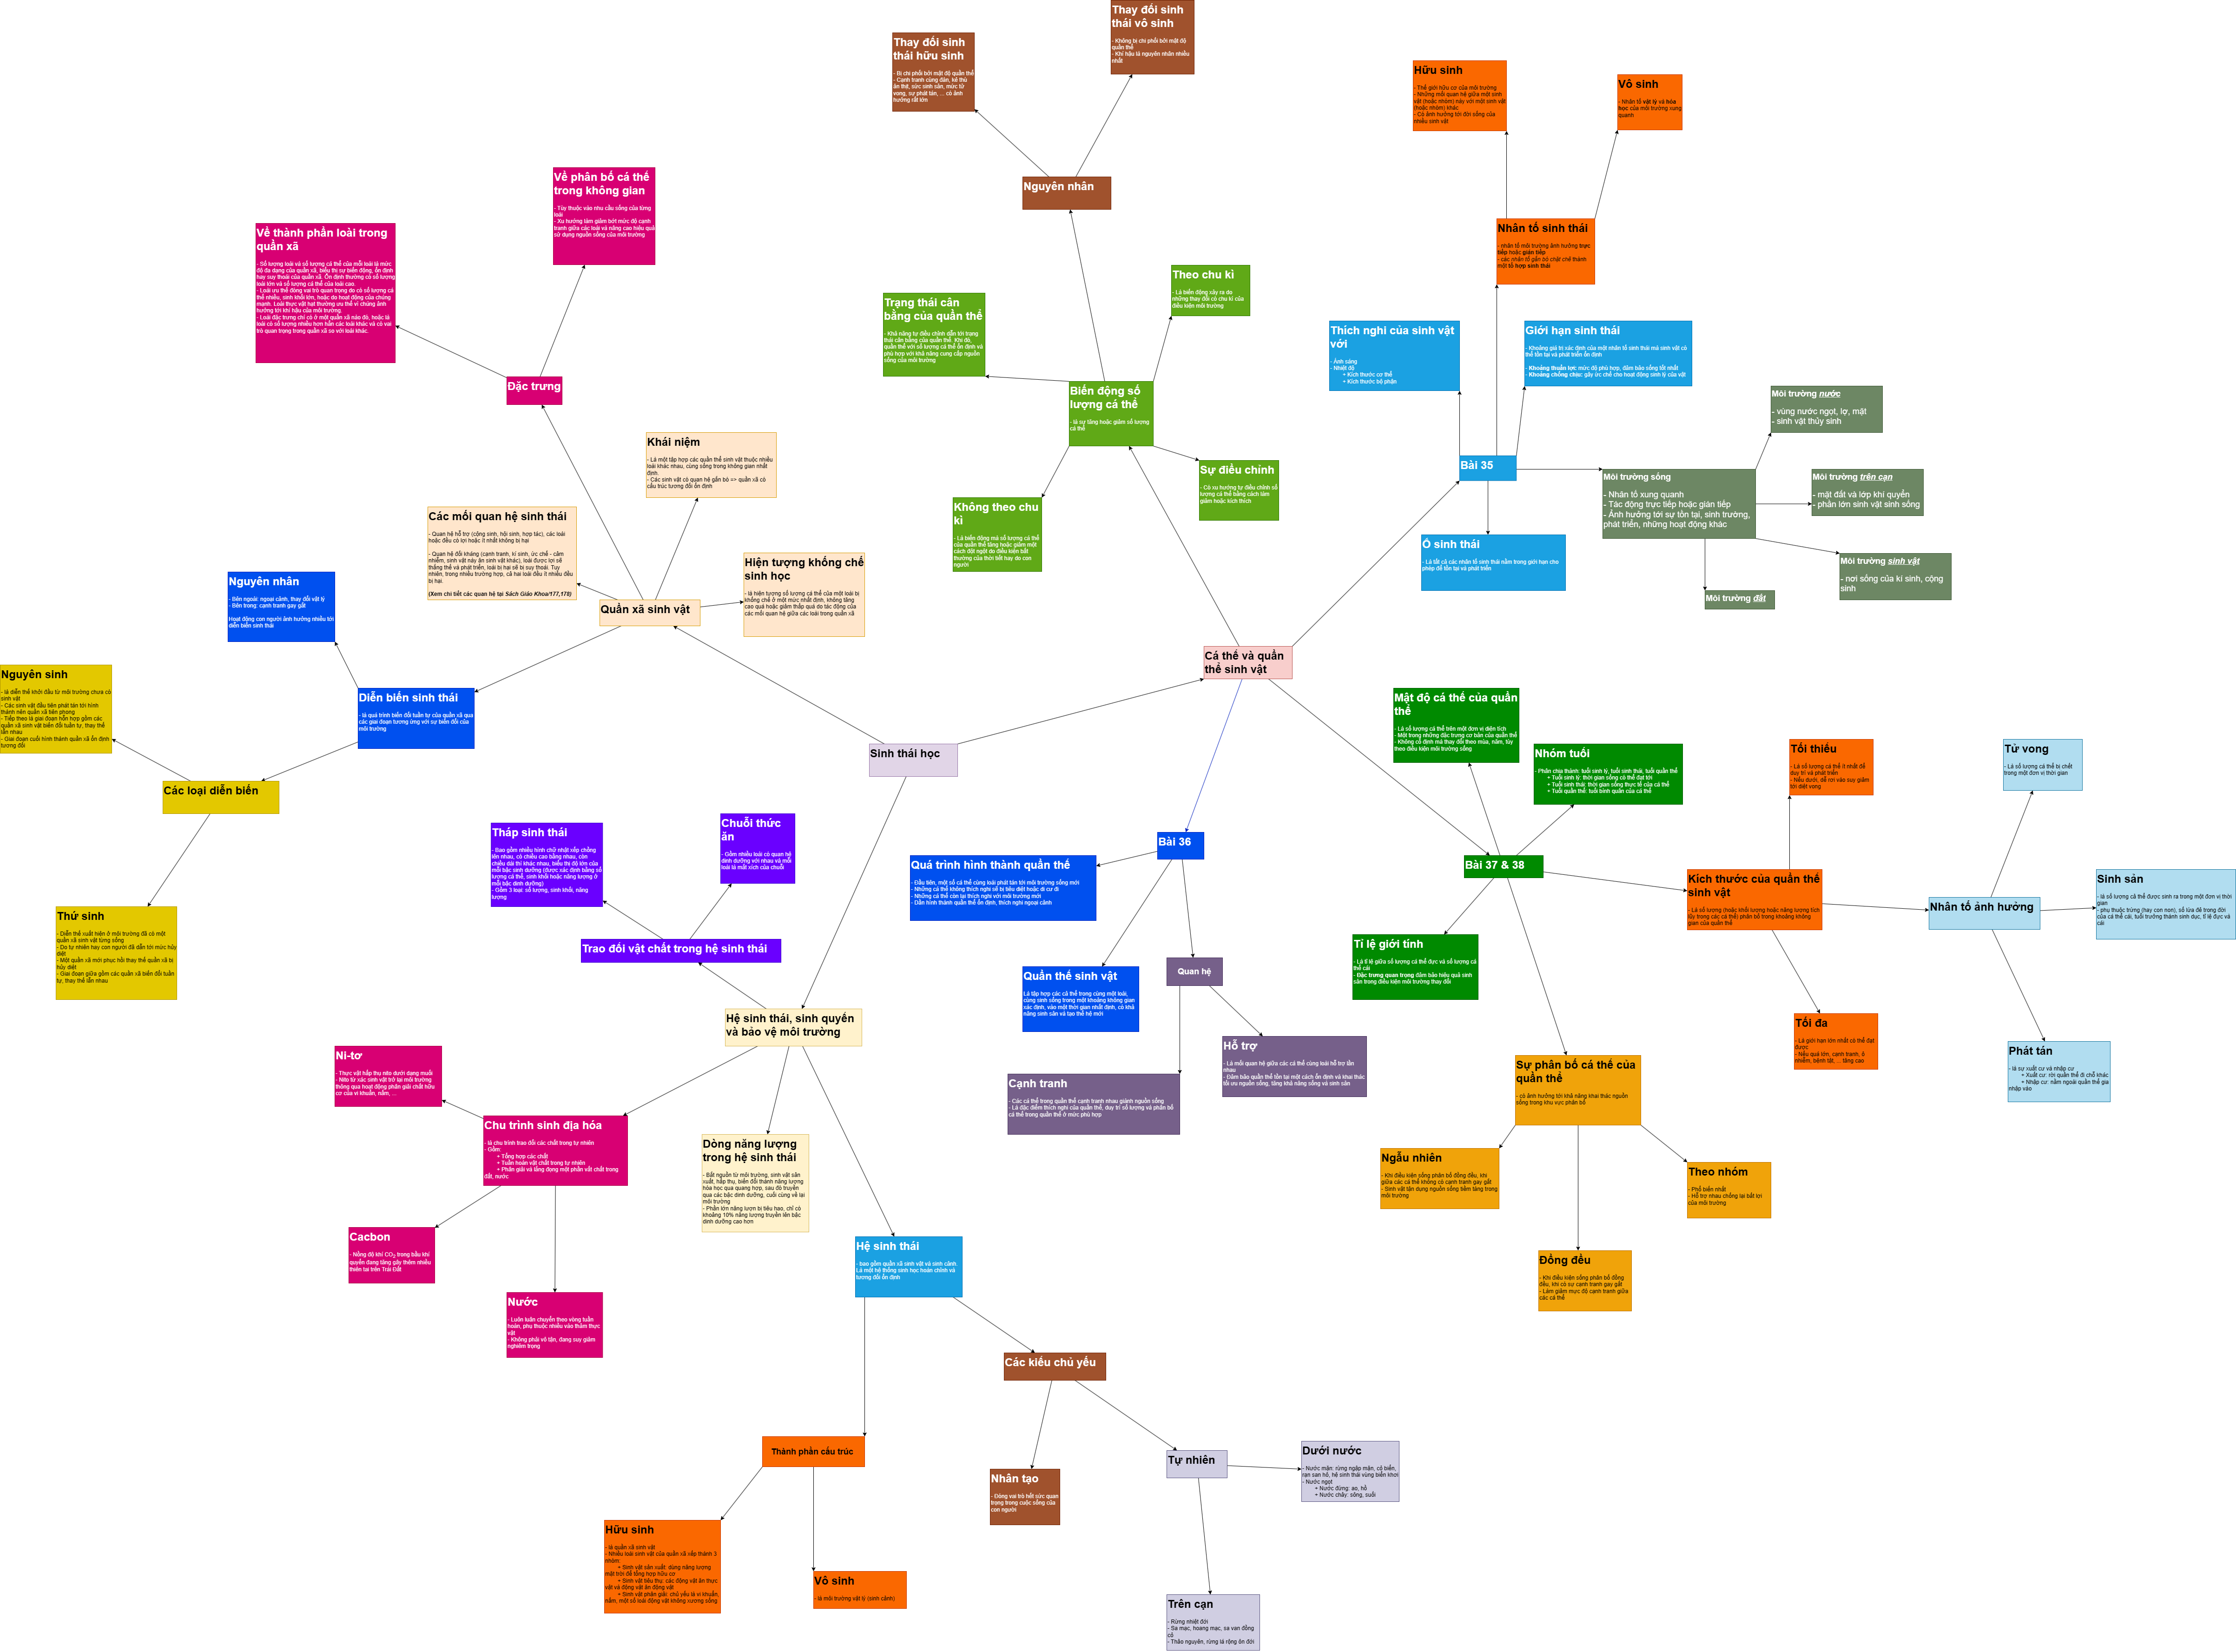 Thay đổi sinh
thái vô sinh
- Không bị chi phối bởi mật độ
quần thể
- Khí hậu là nguyên nhân nhiều
nhất
Thay đổi sinh
thái hữu sinh
- Bị chi phối bởi mật độ quần thể
- Cạnh tranh cùng đàn, kẻ thù
ăn thịt, sức sinh sản, mức tử
vong, sự phát tán, ... có ảnh
hưởng rất lớn
Nguyên nhân
Hữu sinh
- Thế giới hữu cơ của môi trường
- Những mối quan hệ giữa một sinh
vật (hoặc nhóm) này với một sinh vật
(hoặc nhóm) khác
- Có ảnh hưởng tới đời sống của
nhiều sinh vật
Vô sinh
- Nhân tố vật lý và hóa
học của môi trường xung
quanh
Nhân tố sinh thái
- nhân tố môi trường ảnh hưởng trực
tiếp hoặc gián tiếp
- các nhân tố gắn bó chặt chẽ thành
một tổ hợp sinh thái
Về phân bố cá thể
trong không gian
- Tùy thuộc vào nhu cầu sống của từng
loài
- Xu hướng làm giảm bớt mức độ cạnh
tranh giữa các loài và nâng cao hiệu quả
sử dụng nguồn sống của môi trường
Về thành phần loài trong
quần xã
- Số lượng loài và số lượng cá thể của mỗi loài là mức
độ đa dạng của quần xã, biểu thị sự biến động, ổn định
hay suy thoái của quần xã. Ổn định thường có số lượng
loài lớn và số lượng cá thể của loài cao.
- Loài ưu thế đóng vai trò quan trọng do có số lượng cá
thể nhiều, sinh khối lớn, hoặc do hoạt động của chúng
mạnh. Loài thực vật hạt thường ưu thế vì chúng ảnh
hưởng tới khí hậu của môi trường.
- Loài đặc trưng chỉ có ở một quần xã nào đó, hoặc là
loài có số lượng nhiều hơn hẳn các loài khác và có vai
trò quan trọng trong quần xã so với loài khác.
Đặc trưng
Theo chu kì
- Là biến động xảy ra do
những thay đổi có chu kì của
điều kiện môi trường
Trạng thái cân
bằng của quần thể
- Khả năng tự điều chỉnh dẫn tới trạng
thái cân bằng của quần thể. Khi đó,
quần thể với số lượng cá thể ổn định và
phù hợp với khả năng cung cấp nguồn
sống của môi trường
Biến động số
lượng cá thể
- là sự tăng hoặc giảm số lượng
cá thể
Sự điều chỉnh
- Có xu hướng tự điều chỉnh số
lượng cá thể bằng cách làm
giảm hoặc kích thích
Không theo chu
kì
- Là biến động mà số lượng cá thể
của quần thể tăng hoặc giảm một
cách đột ngột do điều kiện bất
thường của thời tiết hay do con
người
Thích nghi của sinh vật
với
- Ánh sáng
- Nhiệt độ
+ Kích thước cơ thể
+ Kích thước bộ phận
Giới hạn sinh thái
- Khoảng giá trị xác định của một nhân tố sinh thái mà sinh vật có
thể tồn tại và phát triển ổn định
- Khoảng thuận lợi: mức độ phù hợp, đảm bảo sống tốt nhất
- Khoảng chống chịu: gây ức chế cho hoạt động sinh lý của vật
Bài 35
Môi trường sống
- Nhân tố xung quanh
- Tác động trực tiếp hoặc gián tiếp
- Ảnh hưởng tới sự tồn tại, sinh trưởng,
phát triển, những hoạt động khác
Môi trường nước
- vùng nước ngọt, lợ, mặt
- sinh vật thủy sinh
Môi trường trên cạn
- mặt đất và lớp khí quyển
- phần lớn sinh vật sinh sống
Môi trường sinh vật
- nơi sống của kí sinh, cộng
sinh
Môi trường đất
Ổ sinh thái
- Là tất cả các nhân tố sinh thái nằm trong giới hạn cho
phép để tồn tại và phát triển
Khái niệm
- Là một tập hợp các quần thể sinh vật thuộc nhiều
loài khác nhau, cùng sống trong không gian nhất
định.
- Các sinh vật có quan hệ gắn bó => quần xã có
cấu trúc tương đối ổn định
Các mối quan hệ sinh thái
- Quan hệ hỗ trợ (cộng sinh, hội sinh, hợp tác), các loài
hoặc đều có lợi hoặc ít nhất không bị hại
- Quan hệ đối kháng (cạnh tranh, kí sinh, ức chế - cảm
nhiễm, sinh vật này ăn sinh vật khác), loài được lợi sẽ
thắng thế và phát triển, loài bị hại sẽ bị suy thoái. Tuy
nhiên, trong nhiều trường hợp, cả hai loài đều ít nhiều đều
bị hại.
(Xem chi tiết các quan hệ tại Sách Giáo Khoa/177,178)
Hiện tượng khống chế
sinh học
- là hiện tượng số lượng cá thể của một loài bị
khống chế ở một mức nhất định, không tăng
cao quá hoặc giảm thấp quá do tác động của
các mối quan hệ giữa các loài trong quần xã
Quần xã sinh vật
Nguyên nhân
- Bên ngoài: ngoại cảnh, thay đổi vật lý
- Bên trong: cạnh tranh gay gắt
Hoạt động con người ảnh hưởng nhiều tới
diễn biến sinh thái
Diễn biến sinh thái
- là quá trình biến đổi tuần tự của quần xã qua
các giai đoạn tương ứng với sự biến đổi của
môi trường
Nguyên sinh
- là diễn thế khởi đầu từ môi trường chưa có
sinh vật
- Các sinh vật đầu tiên phát tán tới hình
thành nên quần xã tiên phong
- Tiếp theo là giai đoạn hỗn hợp gồm các
quần xã sinh vật biến đổi tuần tự, thay thế
lẫn nhau
- Giai đoạn cuối hình thành quần xã ổn định
tương đối
Các loại diễn biến
Thứ sinh
- Diễn thế xuất hiện ở môi trường đã có một
quần xã sinh vật từng sống
- Do tự nhiên hay con người đã dẫn tới mức hủy
diệt
- Một quần xã mới phục hồi thay thế quần xã bị
hủy diệt
- Giai đoạn giữa gồm các quần xã biến đổi tuần
tự, thay thế lẫn nhau
Sinh thái học
Cá thể và quần
thể sinh vật
Mật độ cá thể của quần
thể
- Là số lượng cá thể trên một đơn vị diện tích
- Một trong những đặc trưng cơ bản của quần thể
- Không cố định mà thay đổi theo mùa, năm, tùy
theo điều kiện môi trường sống
Nhóm tuổi
- Phân chia thành: tuổi sinh lý, tuổi sinh thái, tuổi quần thể
+ Tuổi sinh lý: thời gian sống có thể đạt tới
+ Tuổi sinh thái: thời gian sống thực tế của cá thể
+ Tuổi quần thể: tuổi bình quân của cá thể
Bài 37 & 38
Tỉ lệ giới tính
- Là tỉ lệ giữa số lượng cá thể đực và số lượng cá
thể cái
- Đặc trưng quan trọng đảm bảo hiệu quả sinh
sản trong điều kiện môi trường thay đổi
Kích thước của quần thể
sinh vật
- Là số lượng (hoặc khối lượng hoặc năng lượng tích
lũy trong các cá thể) phân bố trong khoảng không
gian của quần thể
Tối thiểu
- Là số lượng cá thể ít nhất để
duy trì và phát triển
- Nếu dưới, dễ rơi vào suy giảm
tới diệt vong
Tối đa
- Là giới hạn lớn nhất có thể đạt
được
- Nếu quá lớn, cạnh tranh, ô
nhiễm, bệnh tật, ... tăng cao
Nhân tố ảnh hưởng
Tử vong
- Là số lượng cá thể bị chết
trong một đơn vị thời gian
Sinh sản
- là số lượng cá thể được sinh ra trong một đơn vị thời
gian
- phụ thuộc trứng (hay con non), số lứa đẻ trong đời
của cá thể cái, tuổi trưởng thành sinh dục, tỉ lệ đực và
cái
Phát tán
- là sự xuất cư và nhập cư
+ Xuất cư: rời quần thể đi chỗ khác
+ Nhập cư: nằm ngoài quần thể gia
nhập vào
Sự phân bố cá thể của
quần thể
- có ảnh hưởng tới khả năng khai thác nguồn
sống trong khu vực phân bố
Ngẫu nhiên
- Khi điều kiện sống phân bố đồng đều, khi
giữa các cá thể không có cạnh tranh gay gắt
- Sinh vật tận dụng nguồn sống tiềm tàng trong
môi trường
Theo nhóm
- Phổ biến nhất
- Hỗ trợ nhau chống lại bất lợi
của môi trường
Đồng đều
- Khi điều kiện sống phân bố đồng
đều, khi có sự cạnh tranh gay gắt
- Làm giảm mực độ cạnh tranh giữa
các cá thể
Bài 36
Quá trình hình thành quần thể
- Đầu tiên, một số cá thể cùng loài phát tán tới môi trường sống mới
- Những cá thể không thích nghi sẽ bị tiêu diệt hoặc di cư đi
- Những cá thể còn lại thích nghi với môi trường mới
- Dần hình thành quần thể ổn định, thích nghi ngoại cảnh
Quần thể sinh vật
Là tập hợp các cá thể trong cùng một loài,
cùng sinh sống trong một khoảng không gian
xác định, vào một thời gian nhất định, có khả
năng sinh sản và tạo thế hệ mới
Quan hệ
Hỗ trợ
- Là mối quan hệ giữa các cá thể cùng loài hỗ trợ lẫn
nhau
- Đảm bảo quần thể tồn tại một cách ổn định và khai thác
tối ưu nguồn sống, tăng khả năng sống và sinh sản
Cạnh tranh
- Các cá thể trong quần thể cạnh tranh nhau giành nguồn sống
- Là đặc điểm thích nghi của quần thể, duy trì số lượng và phân bố
cá thể trong quần thể ở mức phù hợp
Tháp sinh thái
- Bao gồm nhiều hình chữ nhật xếp chồng
lên nhau, có chiều cao bằng nhau, còn
chiều dài thì khác nhau, biểu thị độ lớn của
mỗi bậc sinh dưỡng (được xác định bằng số
lượng cá thể, sinh khối hoặc năng lượng ở
mỗi bậc dinh dưỡng)
- Gồm 3 loại: số lượng, sinh khối, năng
lượng
Chuỗi thức
ăn
- Gồm nhiều loài có quan hệ
dinh dưỡng với nhau và mỗi
loài là mắt xích của chuỗi
Trao đổi vật chất trong hệ sinh thái
Hệ sinh thái, sinh quyển
và bảo vệ môi trường
Ni-tơ
- Thực vật hấp thụ nitơ dưới dạng muối
- Nitơ từ xác sinh vật trở lại môi trường
thông qua hoạt động phân giải chất hữu
cơ của vi khuẩn, nấm, ...
Chu trình sinh địa hóa
- là chu trình trao đổi các chất trong tự nhiên
- Gồm:
+ Tổng hợp các chất
+ Tuần hoàn vật chất trong tự nhiên
+ Phân giải và lắng đọng một phần vất chất trong
đất, nước
Cacbon
- Nồng độ khí CO2 trong bầu khí
quyển đang tăng gây thêm nhiều
thiên tai trên Trái Đất
Nước
- Luôn luân chuyển theo vòng tuần
hoàn, phụ thuộc nhiều vào thảm thực
vật
- Không phải vô tận, đang suy giảm
nghiêm trọng
Dòng năng lượng
trong hệ sinh thái
- Bắt nguồn từ môi trường, sinh vật sản
xuất, hấp thu, biến đổi thành năng lượng
hóa học qua quang hợp, sau đó truyền
qua các bậc dinh dưỡng, cuối cùng về lại
môi trường
- Phần lớn năng lượn bị tiêu hao, chỉ có
khoảng 10% năng lượng truyền lên bậc
dinh dưỡng cao hơn
Hệ sinh thái
- bao gồm quần xã sinh vật và sinh cảnh.
Là một hệ thống sinh học hoàn chỉnh và
tương đối ổn định
Các kiểu chủ yếu
Nhân tạo
- Đóng vai trò hết sức quan
trọng trong cuộc sống của
con người
Tự nhiên
Dưới nước
- Nước mặn: rừng ngập mặn, cỏ biển,
rạn san hô, hệ sinh thái vùng biển khơi
- Nước ngọt
+ Nước đứng: ao, hồ
+ Nước chảy: sông, suối
Trên cạn
- Rừng nhiệt đới
- Sa mạc, hoang mạc, sa van đồng
cỏ
- Thảo nguyên, rừng lá rộng ôn đới
Thành phần cấu trúc
Hữu sinh
- là quần xã sinh vật
- Nhiều loài sinh vật của quần xã xếp thành 3
nhóm:
+ Sinh vật sản xuất: dùng năng lượng
mặt trời để tổng hợp hữu cơ
+ Sinh vật tiêu thụ: các động vật ăn thực
vật và động vật ăn động vật
+ Sinh vật phân giải: chủ yếu là vi khuẩn,
nấm, một số loài động vật không xương sống
Vô sinh
- là môi trường vật lý (sinh cảnh)